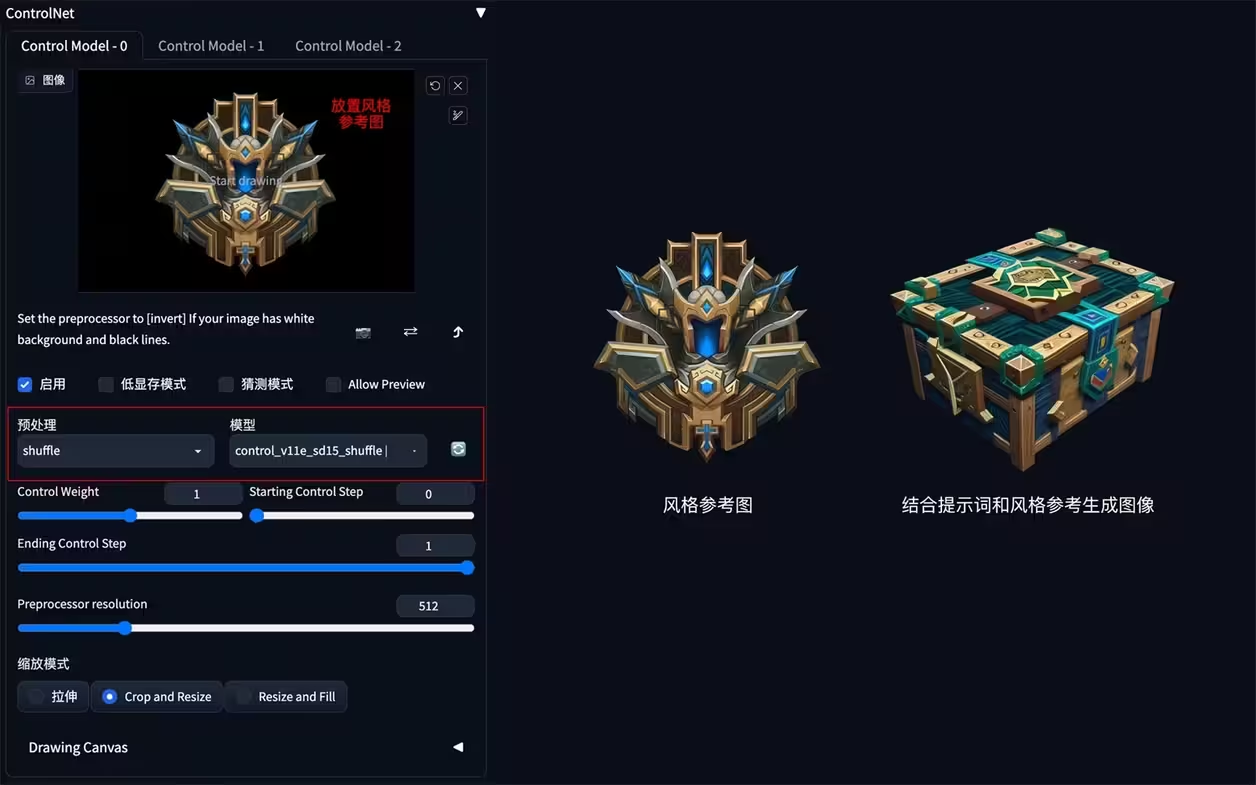 ControlNet
Control Model - 0
Control Model - 1
Control Model - 2
图像
放置风格
参考图
Start drawing
Set the preprocessor to [invert] If your image has white
background and black lines.
启用
低显存模式
猜测模式
Allow Preview
预处理
模型
shuffle
control_v11e_sd15_shuffle |
Control Weight
1
Starting Control Step
0
Ending Control Step
1
Preprocessor resolution
512
缩放模式
拉伸
Crop and Resize
Resize and Fill
Drawing Canvas
风格参考图
结合提示词和风格参考生成图像